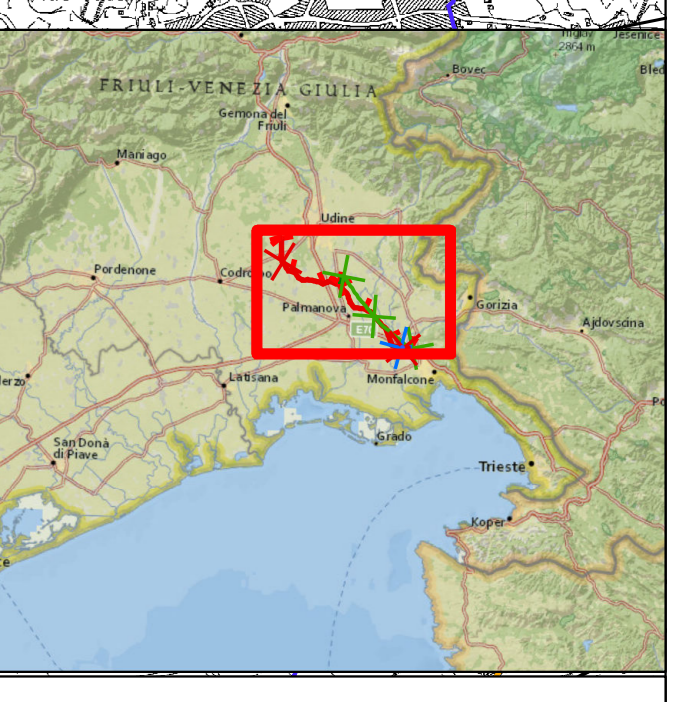 2864 m
Jesenice
Bovec
Bled
FRIULI-VENEZIA GIULIA
Gemona del
Friuli
Maniago
Udine
Pordenone
Palmanova
Gorizia
E70
Ajdovscina
Latisana
Monfalcone
Grado
San Donà
di Piave
Trieste
Koper